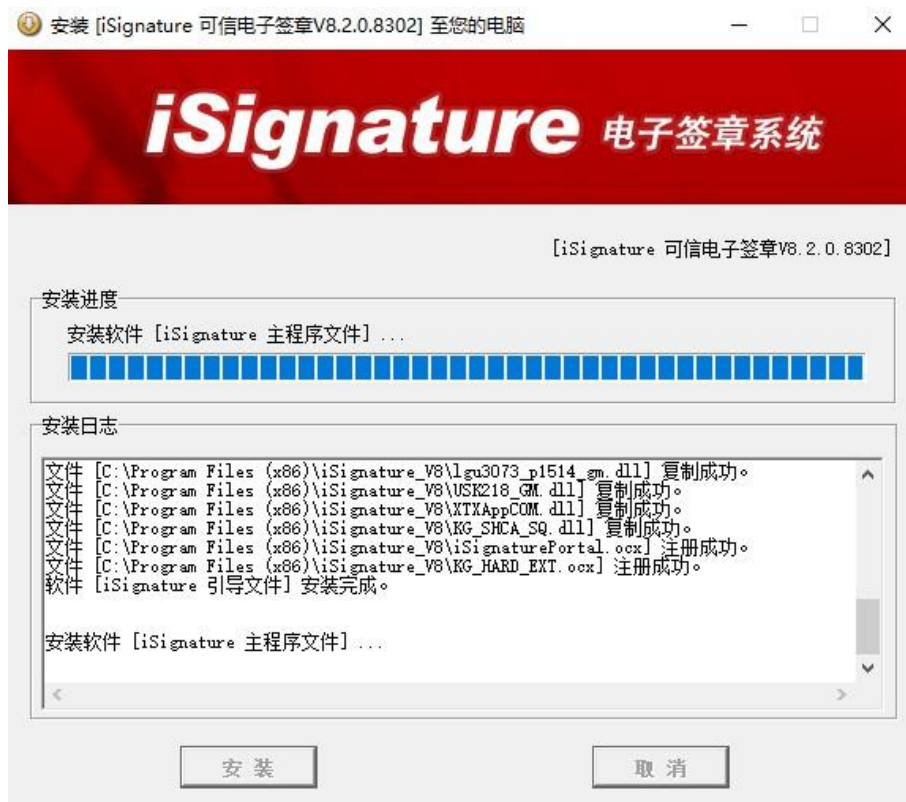 安装 [iSignature 可信电子签章V8.2.0.8302] 至您的电脑
iSignature 电子签章系统
[iSignature 可信电子签章V8.2.0.8302]
安装进度
安装软件 [iSignature 主程序文件] ...
安装日志
文件 [C:\Program Files (x86)\iSignature_V8\lgu3073_p1514_gm.dll] 复制成功。
文件 [C:\Program Files (x86)\iSignature_V8\USK218_GM.dll] 复制成功。
文件 [C:\Program Files (x86)\iSignature_V8\XTXAppCOM.dll] 复制成功。
文件 [C:\Program Files (x86)\iSignature_V8\KG_SHCA_SQ.dll] 复制成功。
文件 [C:\Program Files (x86)\iSignature_V8\iSignaturePortal.ocx] 注册成功。
文件 [C:\Program Files (x86)\iSignature_V8\KG_HARD_EXT.ocx] 注册成功。
软件 [iSignature 引导文件] 安装完成。
安装软件 [iSignature 主程序文件] ...
安 装
取 消